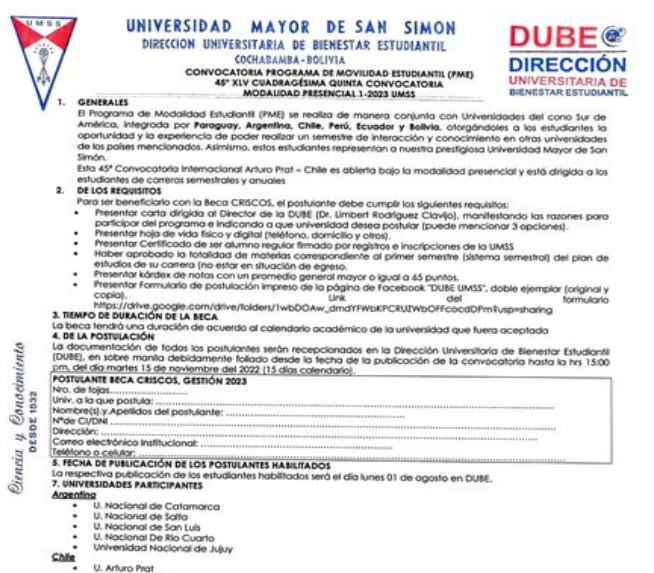 UMSS
UNIVERSIDAD MAYOR DE SAN SIMON
DIRECCION UNIVERSITARIA DE BIENESTAR ESTUDIANTIL
COCHABAMBA-BOLIVIA
DUBE
DIRECCIÓN
UNIVERSITARIA DE
BIENESTAR ESTUDIANTIL
CONVOCATORIA PROGRAMA DE MOVILIDAD ESTUDIANTIL (PME)
45° XLV CUADRAGÉSIMA QUINTA CONVOCATORIA
MODALIDAD PRESENCIAL 1-2023 UMSS
1. GENERALES
El Programa de Modalidad Estudiantil (PME) se realiza de manera conjunta con Universidades del cono Sur de
América, integrada por Paraguay, Argentina, Chile, Perú, Ecuador y Bolivia, otorgándoles a los estudiantes la
oportunidad y la experiencia de poder realizar un semestre de interacción y conocimiento en otras universidades
de los países mencionados. Asimismo, estos estudiantes representan a nuestra prestigiosa Universidad Mayor de San
Simón.
Esta 45° Convocatoria Internacional Arturo Prat – Chile es abierta bajo la modalidad presencial y está dirigida a los
estudiantes de carreras semestrales y anuales
2. DE LOS REQUISITOS
Para ser beneficiario con la Beca CRISCOS, el postulante debe cumplir los siguientes requisitos:
• Presentar carta dirigida al Director de la DUBE (Dr. Limbert Rodríguez Clavijo), manifestando las razones para
participar del programa e indicando a que universidad desea postular (puede mencionar 3 opciones).
• Presentar hoja de vida físico y digital (teléfono, domicilio y otros).
• Presentar Certificado de ser alumno regular firmado por registros e inscripciones de la UMSS
• Haber aprobado la totalidad de materias correspondiente al primer semestre (sistema semestral) del plan de
estudios de su carrera (no estar en situación de egreso.
• Presentar kárdex de notas con un promedio general mayor o igual a 65 puntos.
• Presentar Formulario de postulación impreso de la página de Facebook "DUBE UMSS", doble ejemplar (original y
copia). Link del formulario
3. TIEMPO DE DURACIÓN DE LA BECA
La beca tendrá una duración de acuerdo al calendario académico de la universidad que fuera aceptada
4. DE LA POSTULACIÓN
La documentación de todos los postulantes serán recepcionados en la Dirección Universitaria de Bienestar Estudiantil
(DUBE), en sobre manila debidamente foliado desde la fecha de la publicación de la convocatoria hasta la hrs 15:00
pm. del día martes 15 de noviembre del 2022 (15 días calendario).
POSTULANTE BECA CRISCOS, GESTIÓN 2023
Nro. de fojas..................
Univ. a la que postula: ..................
Nombre(s).y.Apellidos del postulante: ..................
N°de CI/DNI ..................
Dirección: ..................
Correo electrónico Institucional: ..................
Teléfono o celular: ..................
5. FECHA DE PUBLICACIÓN DE LOS POSTULANTES HABILITADOS
La respectiva publicación de los estudiantes habilitados será el día lunes 01 de agosto en DUBE.
7. UNIVERSIDADES PARTICIPANTES
Argentina
• U. Nacional de Catamarca
• U. Nacional de Salta
• U. Nacional de San Luis
• U. Nacional De Río Cuarto
• Universidad Nacional de Jujuy
Chile
• U. Arturo Prat
Ciencia y Conocimiento
DESDE 1832